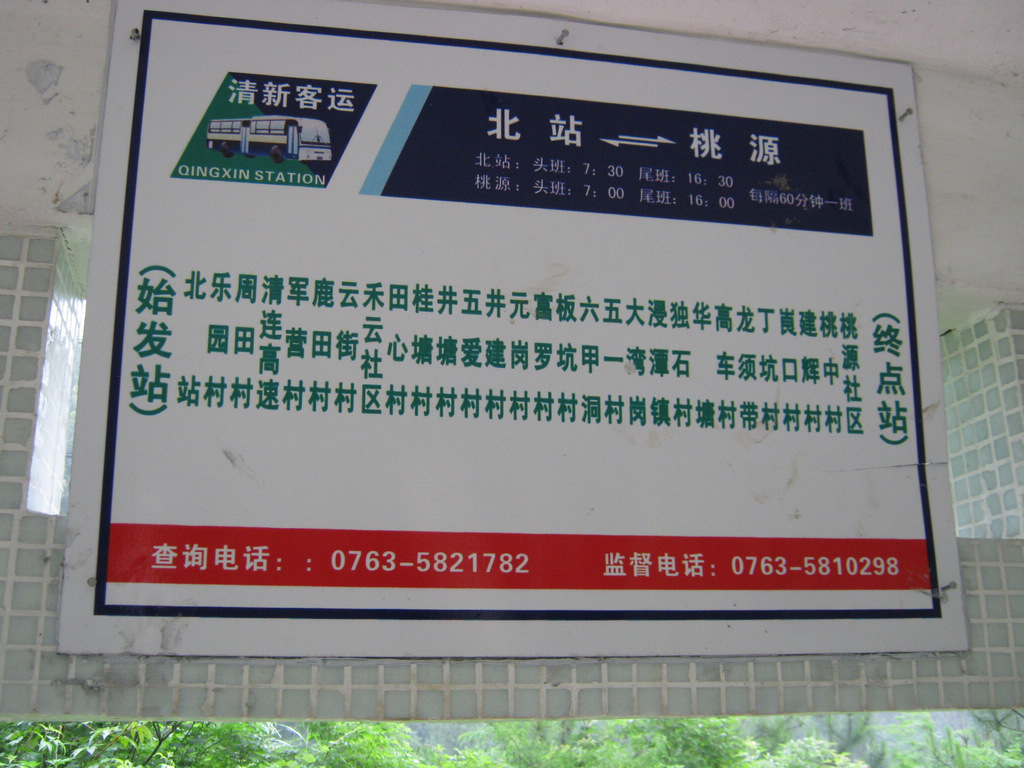 清新客运
QINGXIN STATION
北站 ⇌ 桃源
北站：头班：7：30 尾班：16：30
桃源：头班：7：00 尾班：16：00
每隔60分钟一班
(始发站)
北站
乐园村
周田村
清连高速
军营村
鹿田村
云街村
禾云社区
田心村
桂塘村
井塘村
五爱村
井建村
元岗村
富罗村
板坑村
六甲洞
五一村
大湾岗
浸潭镇
独石村
华塘
高车村
龙须带
丁坑村
崀口村
建辉村
桃中村
桃源社区
(终点站)
查询电话：：0763-5821782
监督电话：0763-5810298